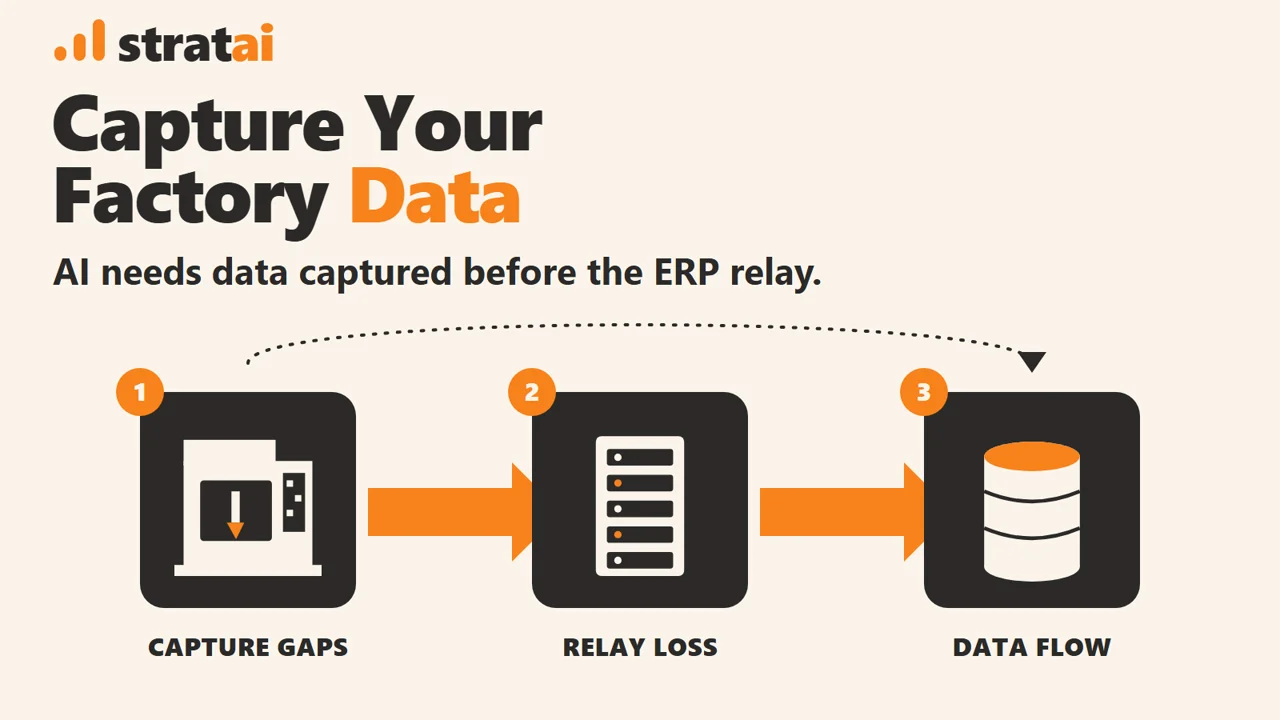 stratai
Capture Your
Factory Data
AI needs data captured before the ERP relay.
1
2
3
CAPTURE GAPS
RELAY LOSS
DATA FLOW